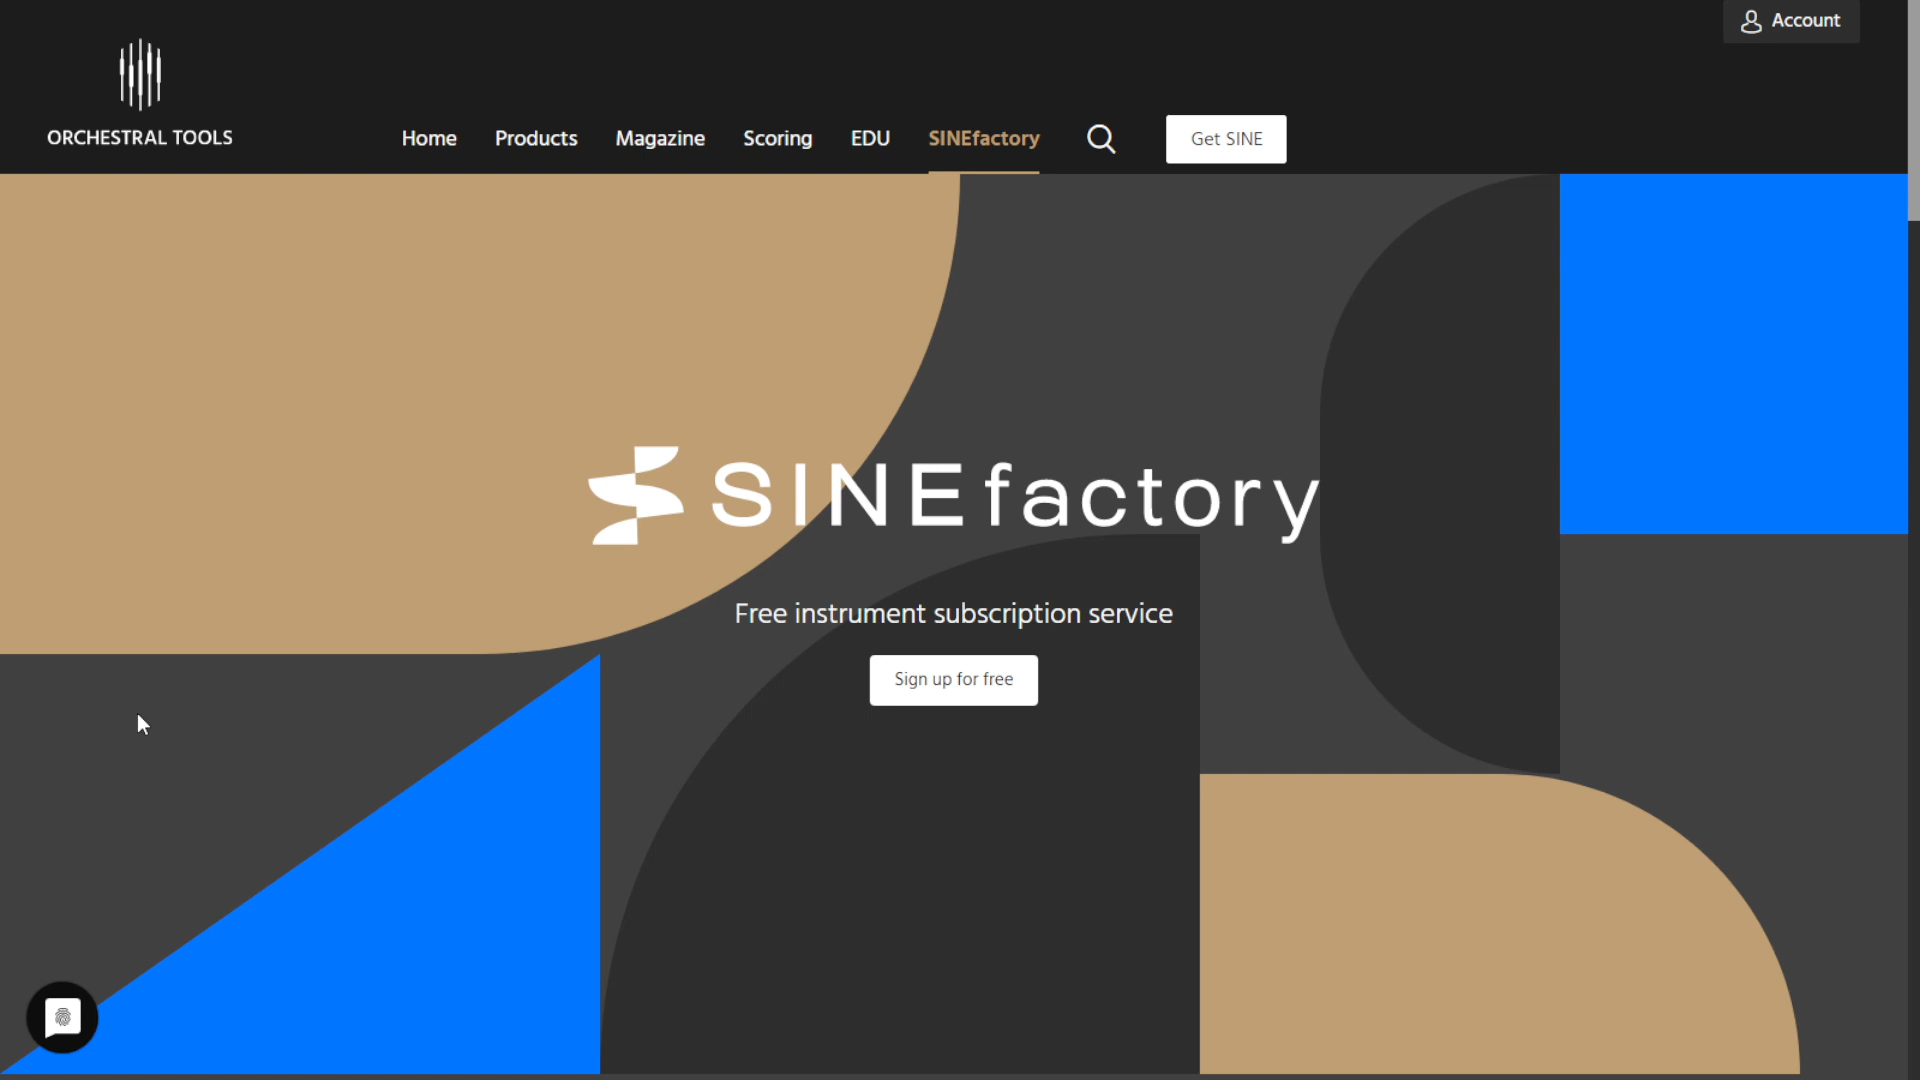 Account
ORCHESTRAL TOOLS
Home Products Magazine Scoring EDU SINEfactory Get SINE
SINEfactory
Free instrument subscription service
Sign up for free